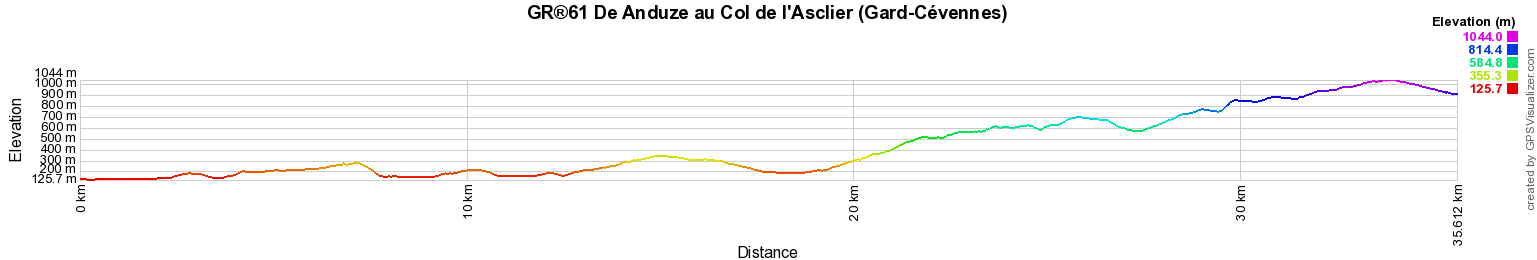 GR®61 De Anduze au Col de l'Asclier (Gard-Cévennes)
Elevation (m)
1044.0
814.4
584.8
355.3
125.7
Elevation
1044 m
1000 m
900 m
800 m
700 m
600 m
500 m
400 m
300 m
200 m
125.7 m
0 km
10 km
20 km
30 km
35.612 km
Distance
created by GPSVisualizer.com